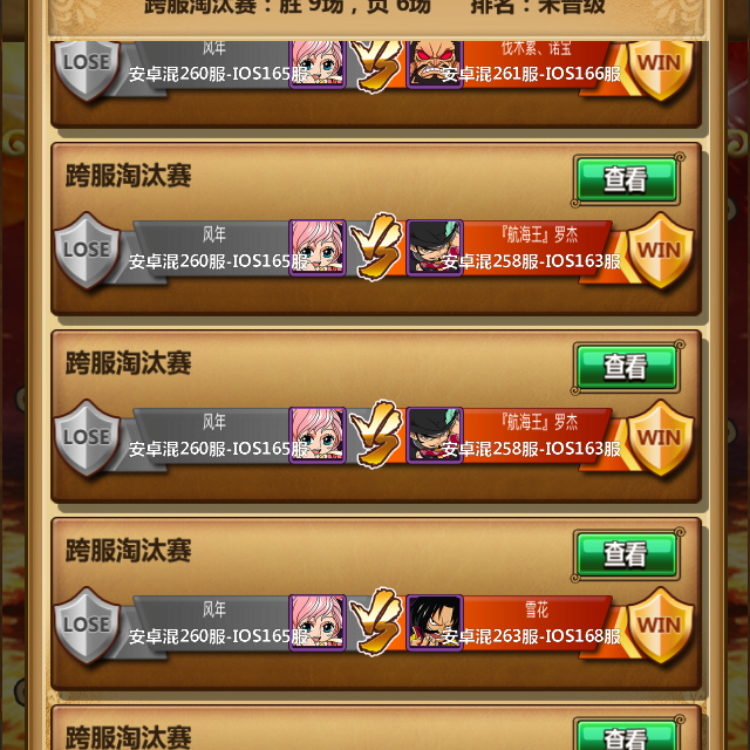 跨服淘汰赛：胜 9场，负 6场 排名：未晋级
风年 伐木累、诺宝
LOSE VS WIN
安卓混260服-IOS165服 安卓混261服-IOS166服
跨服淘汰赛 查看
风年 『航海王』罗杰
LOSE VS WIN
安卓混260服-IOS165服 安卓混258服-IOS163服
跨服淘汰赛 查看
风年 『航海王』罗杰
LOSE VS WIN
安卓混260服-IOS165服 安卓混258服-IOS163服
跨服淘汰赛 查看
风年 雪花
LOSE VS WIN
安卓混260服-IOS165服 安卓混263服-IOS168服
跨服淘汰赛 查看